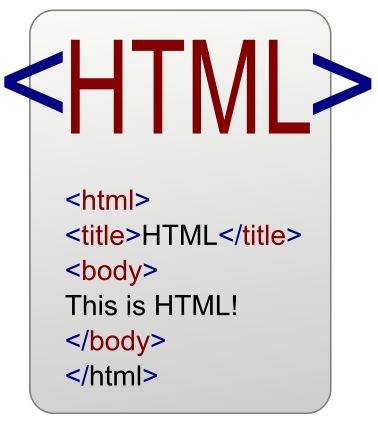 <HTML>
<html>
<title>HTML</title>
<body>
This is HTML!
</body>
</html>